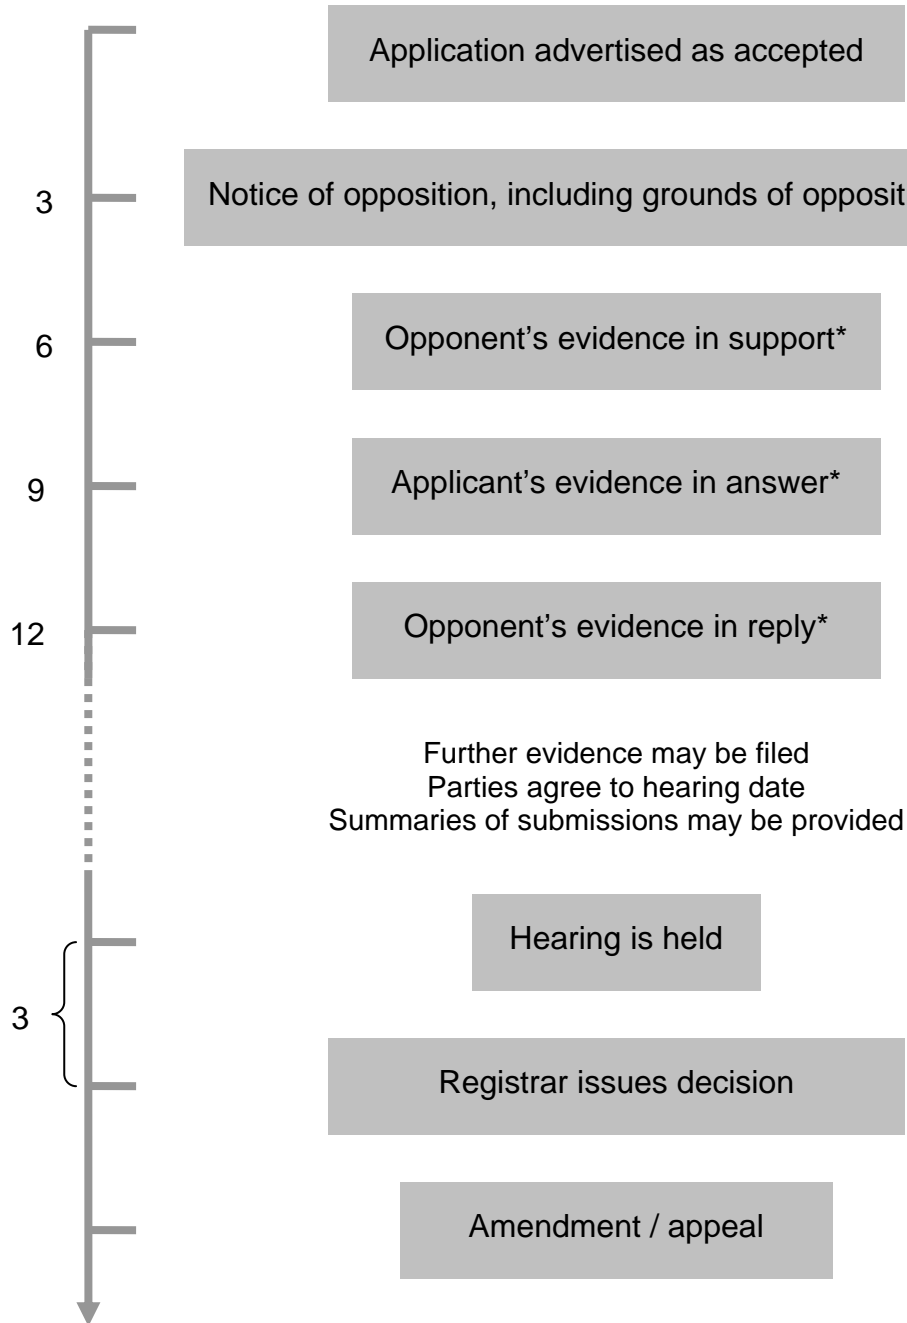 Application advertised as accepted
3
Notice of opposition, including grounds of opposit
6
Opponent’s evidence in support*
9
Applicant’s evidence in answer*
12
Opponent’s evidence in reply*
Further evidence may be filed
Parties agree to hearing date
Summaries of submissions may be provided
Hearing is held
3
Registrar issues decision
Amendment / appeal